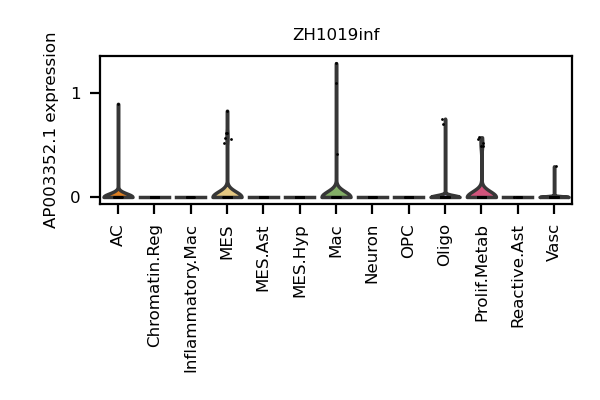 ZH1019inf
AP003352.1 expression
1
0
AC
Chromatin.Reg
Inflammatory.Mac
MES
MES.Ast
MES.Hyp
Mac
Neuron
OPC
Oligo
Prolif.Metab
Reactive.Ast
Vasc